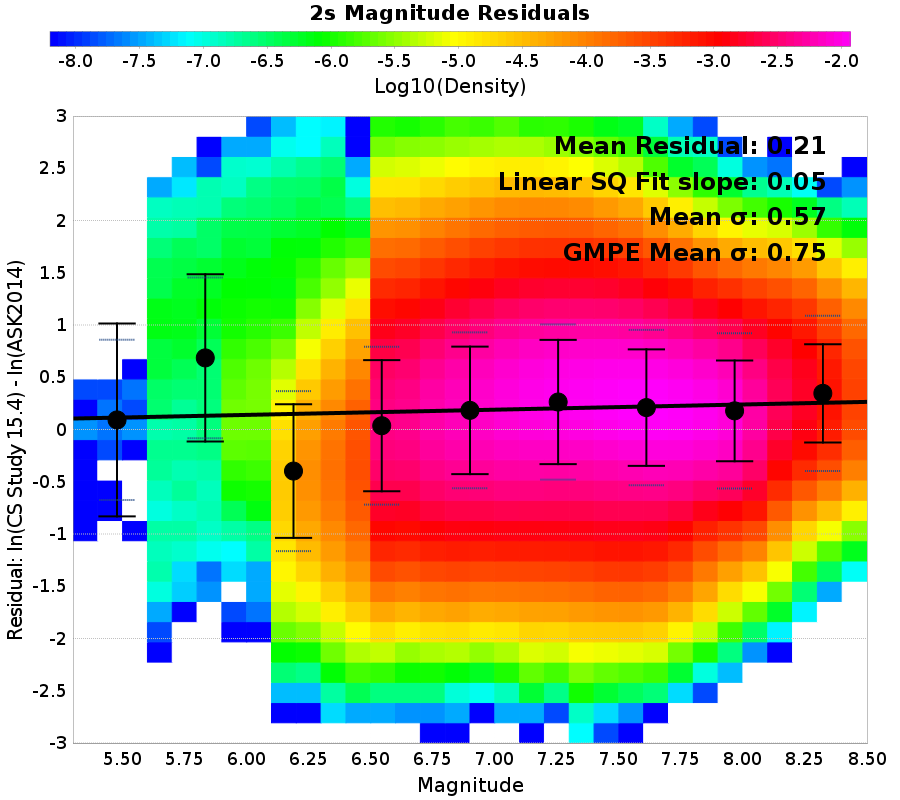 2s Magnitude Residuals
-8.0 -7.5 -7.0 -6.5 -6.0 -5.5 -5.0 -4.5 -4.0 -3.5 -3.0 -2.5 -2.0
Log10(Density)
Mean Residual: 0.21
Linear SQ Fit slope: 0.05
Mean σ: 0.57
GMPE Mean σ: 0.75
Residual: ln(CS Study 15.4) - ln(ASK2014)
3
2.5
2
1.5
1
0.5
0
-0.5
-1
-1.5
-2
-2.5
-3
5.50 5.75 6.00 6.25 6.50 6.75 7.00 7.25 7.50 7.75 8.00 8.25 8.50
Magnitude